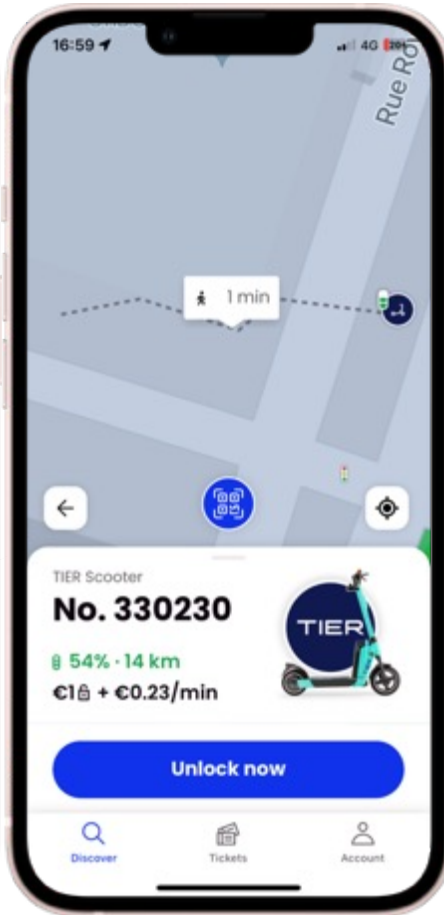 16:59
4G
Rue Ro
1 min
TIER Scooter
No. 330230
TIER
54% · 14 km
€1 + €0.23/min
Unlock now
Discover
Tickets
Account